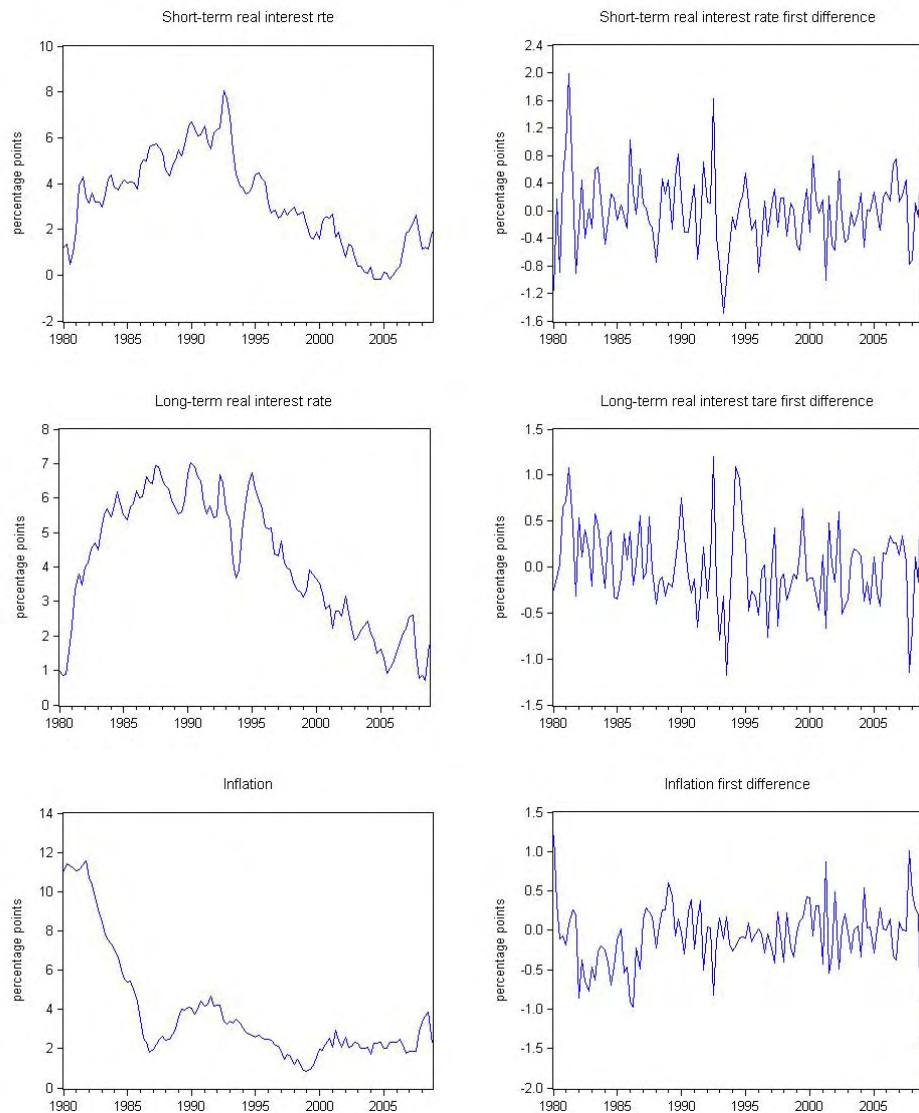 Short-term real interest rte
percentage points
10
8
6
4
2
0
-2
1980 1985 1990 1995 2000 2005
Short-term real interest rate first difference
percentage points
2.4
2.0
1.6
1.2
0.8
0.4
0.0
-0.4
-0.8
-1.2
-1.6
1980 1985 1990 1995 2000 2005
Long-term real interest rate
percentage points
8
7
6
5
4
3
2
1
0
1980 1985 1990 1995 2000 2005
Long-term real interest tare first difference
percentage points
1.5
1.0
0.5
0.0
-0.5
-1.0
-1.5
1980 1985 1990 1995 2000 2005
Inflation
percentage points
14
12
10
8
6
4
2
0
1980 1985 1990 1995 2000 2005
Inflation first difference
percentage points
1.5
1.0
0.5
0.0
-0.5
-1.0
-1.5
-2.0
1980 1985 1990 1995 2000 2005